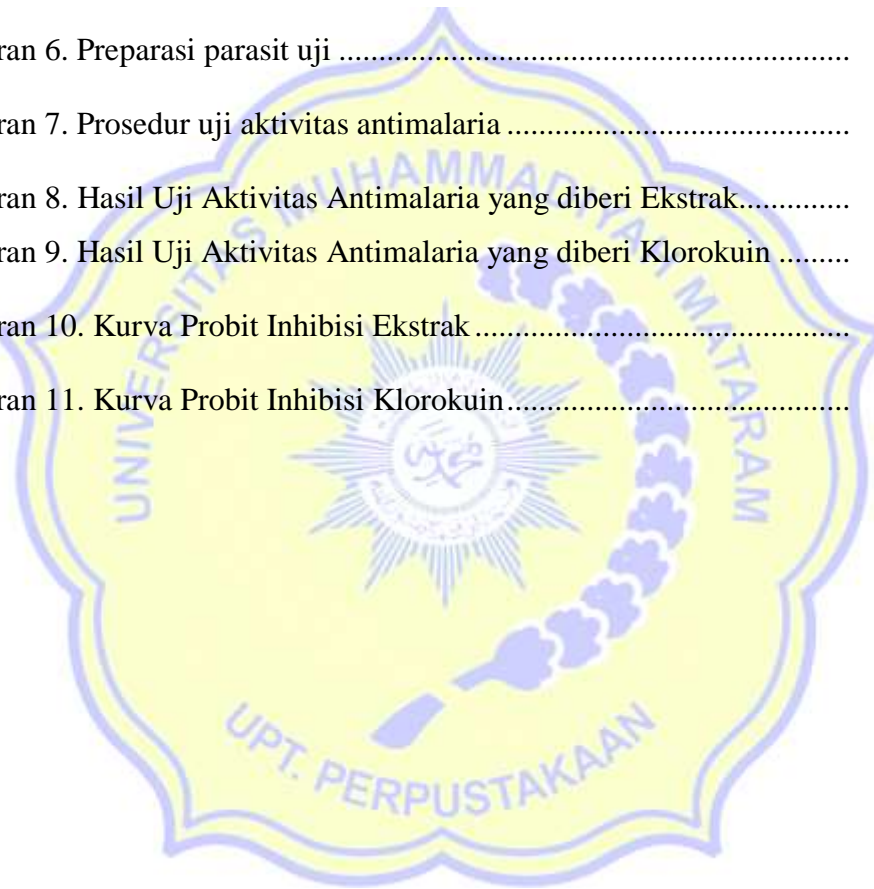 ran 6. Preparasi parasit uji ......................................................................
ran 7. Prosedur uji aktivitas antimalaria ...............................................
ran 8. Hasil Uji Aktivitas Antimalaria yang diberi Ekstrak..............
ran 9. Hasil Uji Aktivitas Antimalaria yang diberi Klorokuin .........
ran 10. Kurva Probit Inhibisi Ekstrak ...................................................
ran 11. Kurva Probit Inhibisi Klorokuin...............................................
UNIVERSITAS MUHAMMADIYAH MATARAM
UPT. PERPUSTAKAAN